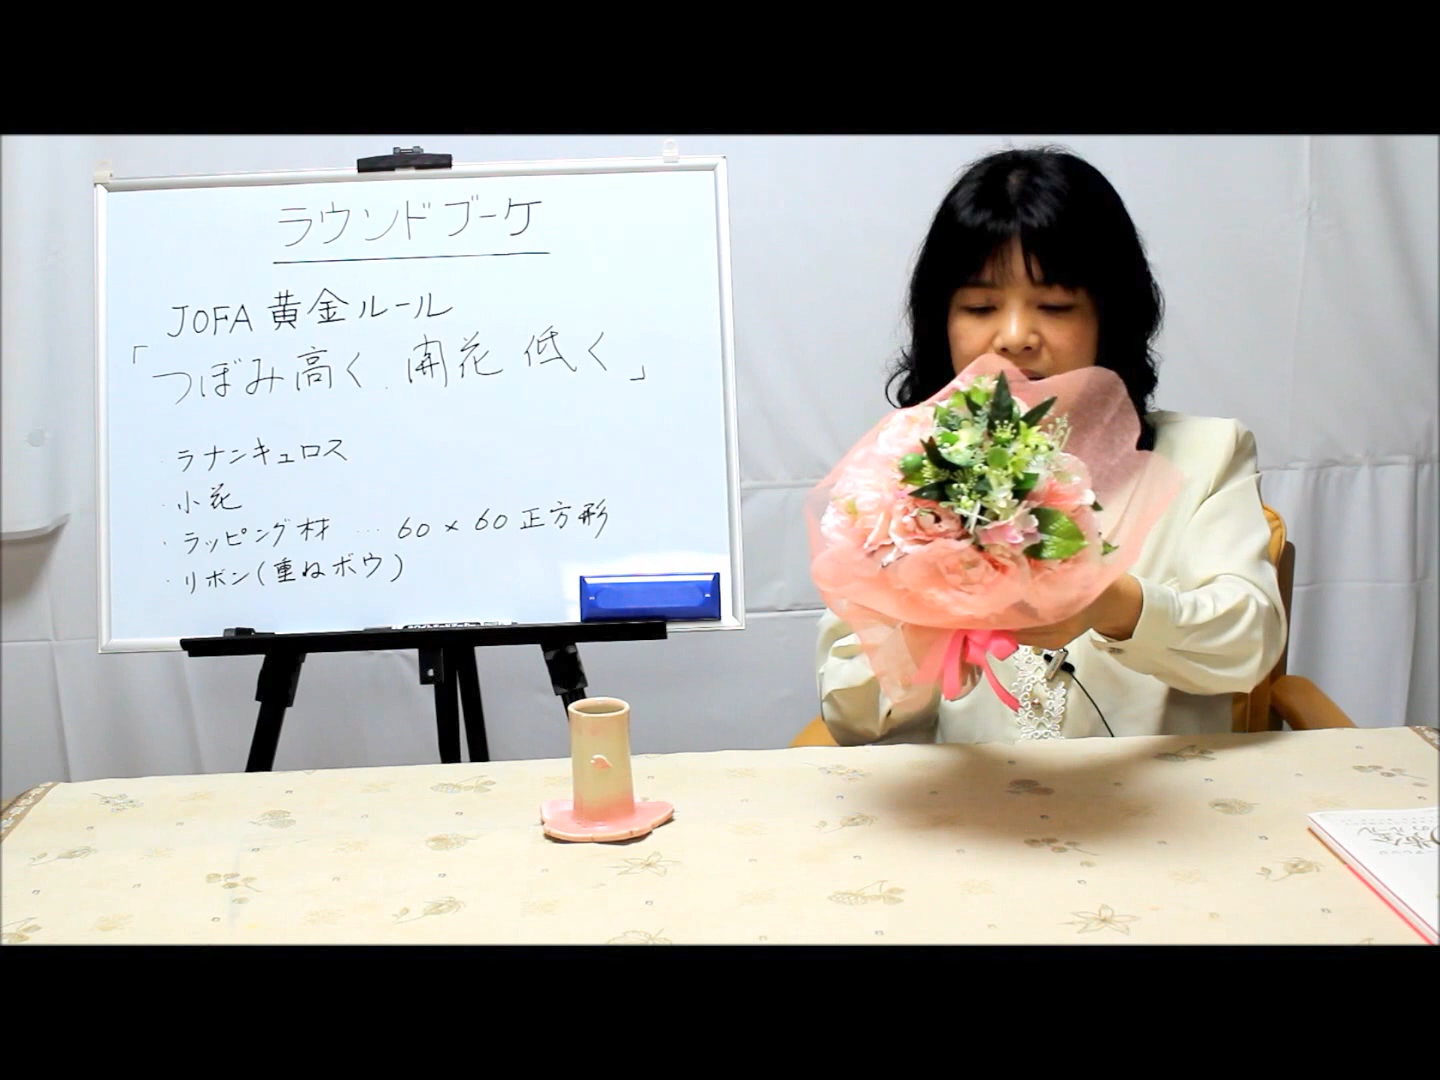 ラウンドブーケ
JOFA 黄金ルール
「つぼみ高く、開花低く」
・ラナンキュロス
・小花
・ラッピング材 … 60×60正方形
・リボン(重ねボウ)